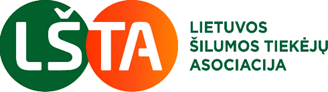 LŠTA
LIETUVOS
ŠILUMOS TIEKĖJŲ
ASOCIACIJA